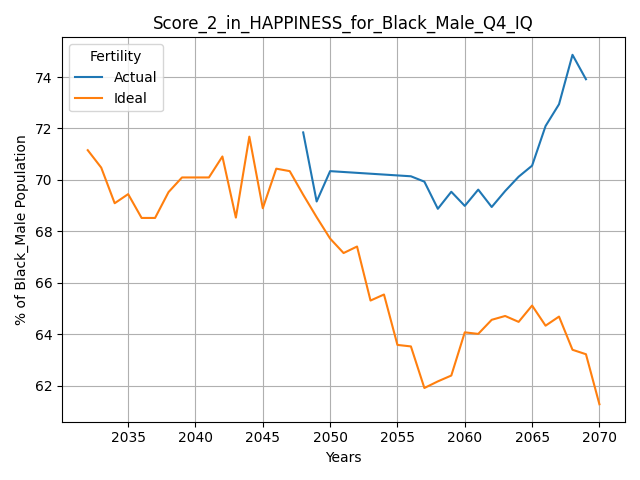 Score_2_in_HAPPINESS_for_Black_Male_Q4_IQ
Fertility
Actual
Ideal
% of Black_Male Population
74
72
70
68
66
64
62
2035
2040
2045
2050
2055
2060
2065
2070
Years